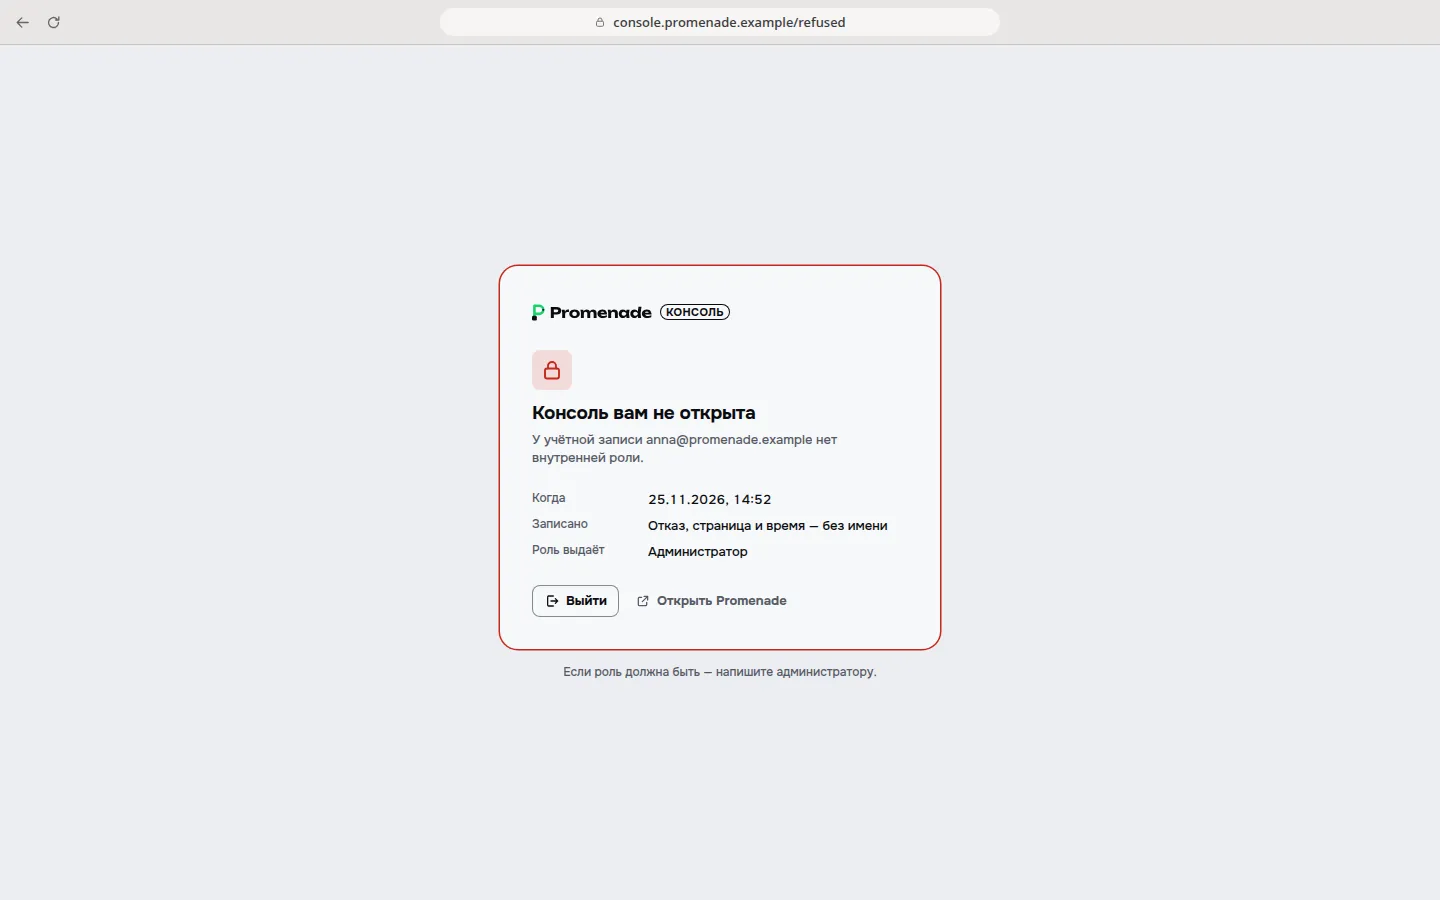 console.promenade.example/refused
Promenade КОНСОЛЬ
Консоль вам не открыта
У учётной записи anna@promenade.example нет
внутренней роли.
Когда 25.11.2026, 14:52
Записано Отказ, страница и время — без имени
Роль выдаёт Администратор
Выйти Открыть Promenade
Если роль должна быть — напишите администратору.